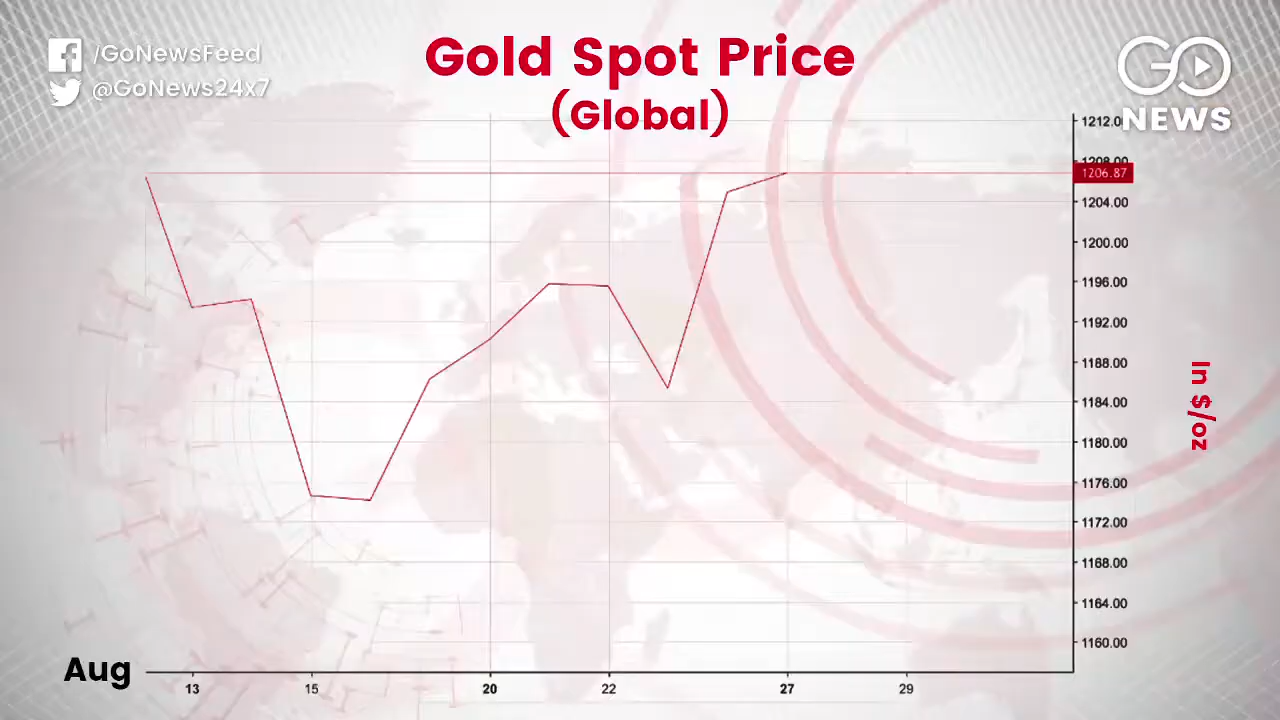 /GoNewsFeed
@GoNews24x7
Gold Spot Price
(Global)
GO
NEWS
1212.0
1208.00
1206.87
1204.00
1200.00
1196.00
1192.00
1188.00
1184.00
1180.00
1176.00
1172.00
1168.00
1164.00
1160.00
In $/oz
Aug
13 15 20 22 27 29